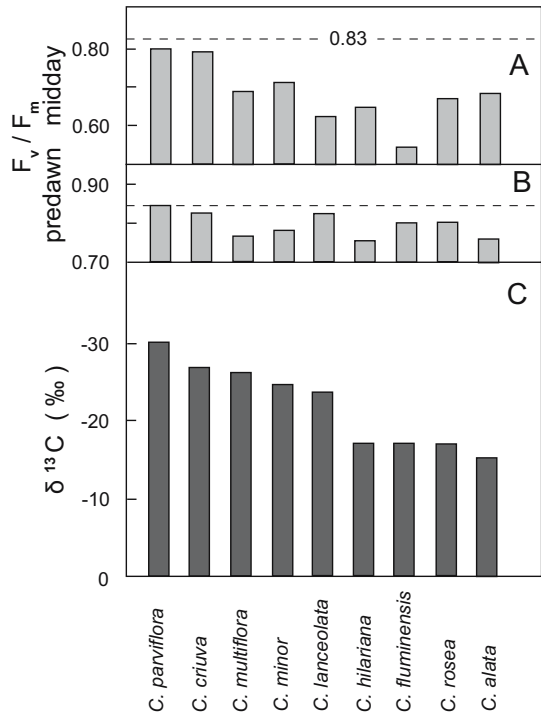 0.83
A
0.80
0.60
B
0.90
0.70
C
-30
-20
-10
0
Fv / Fm
predawn midday
δ ¹³C ( ‰ )
C. parviflora
C. criuva
C. multiflora
C. minor
C. lanceolata
C. hilariana
C. fluminensis
C. rosea
C. alata